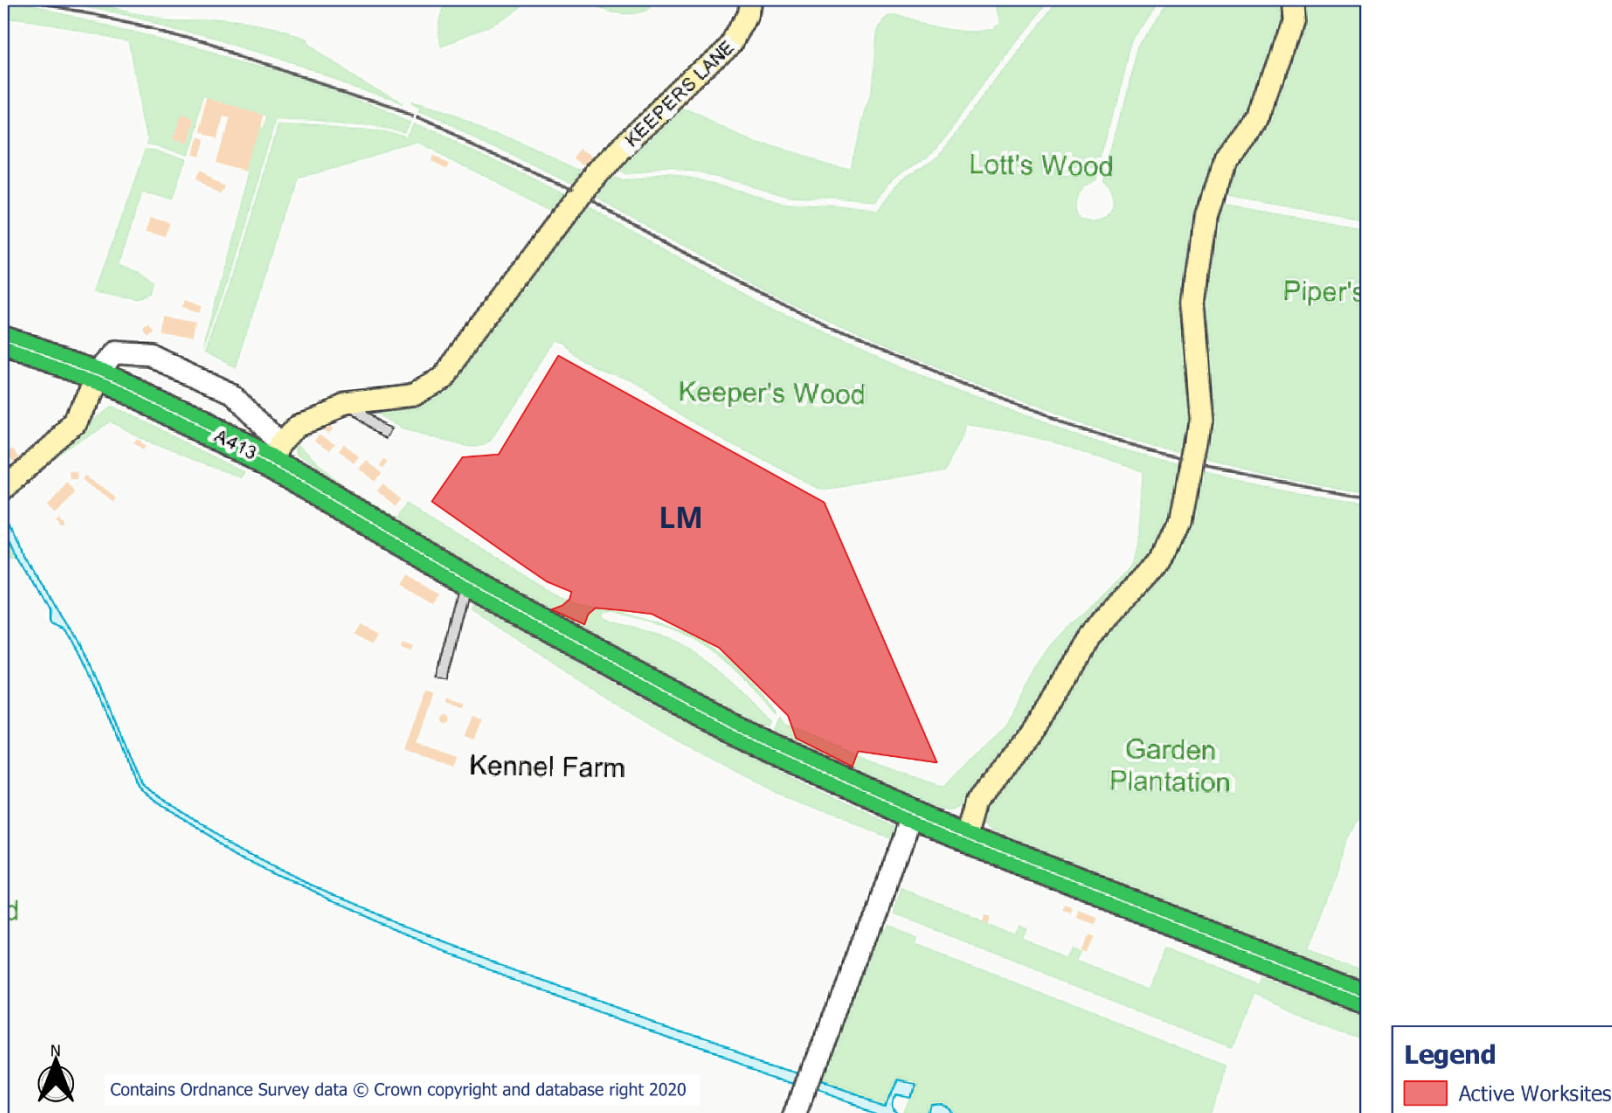 KEEPERS LANE
Lott's Wood
Piper's
Keeper's Wood
A413
LM
Kennel Farm
Garden
Plantation
d
N
Contains Ordnance Survey data © Crown copyright and database right 2020
Legend
Active Worksites